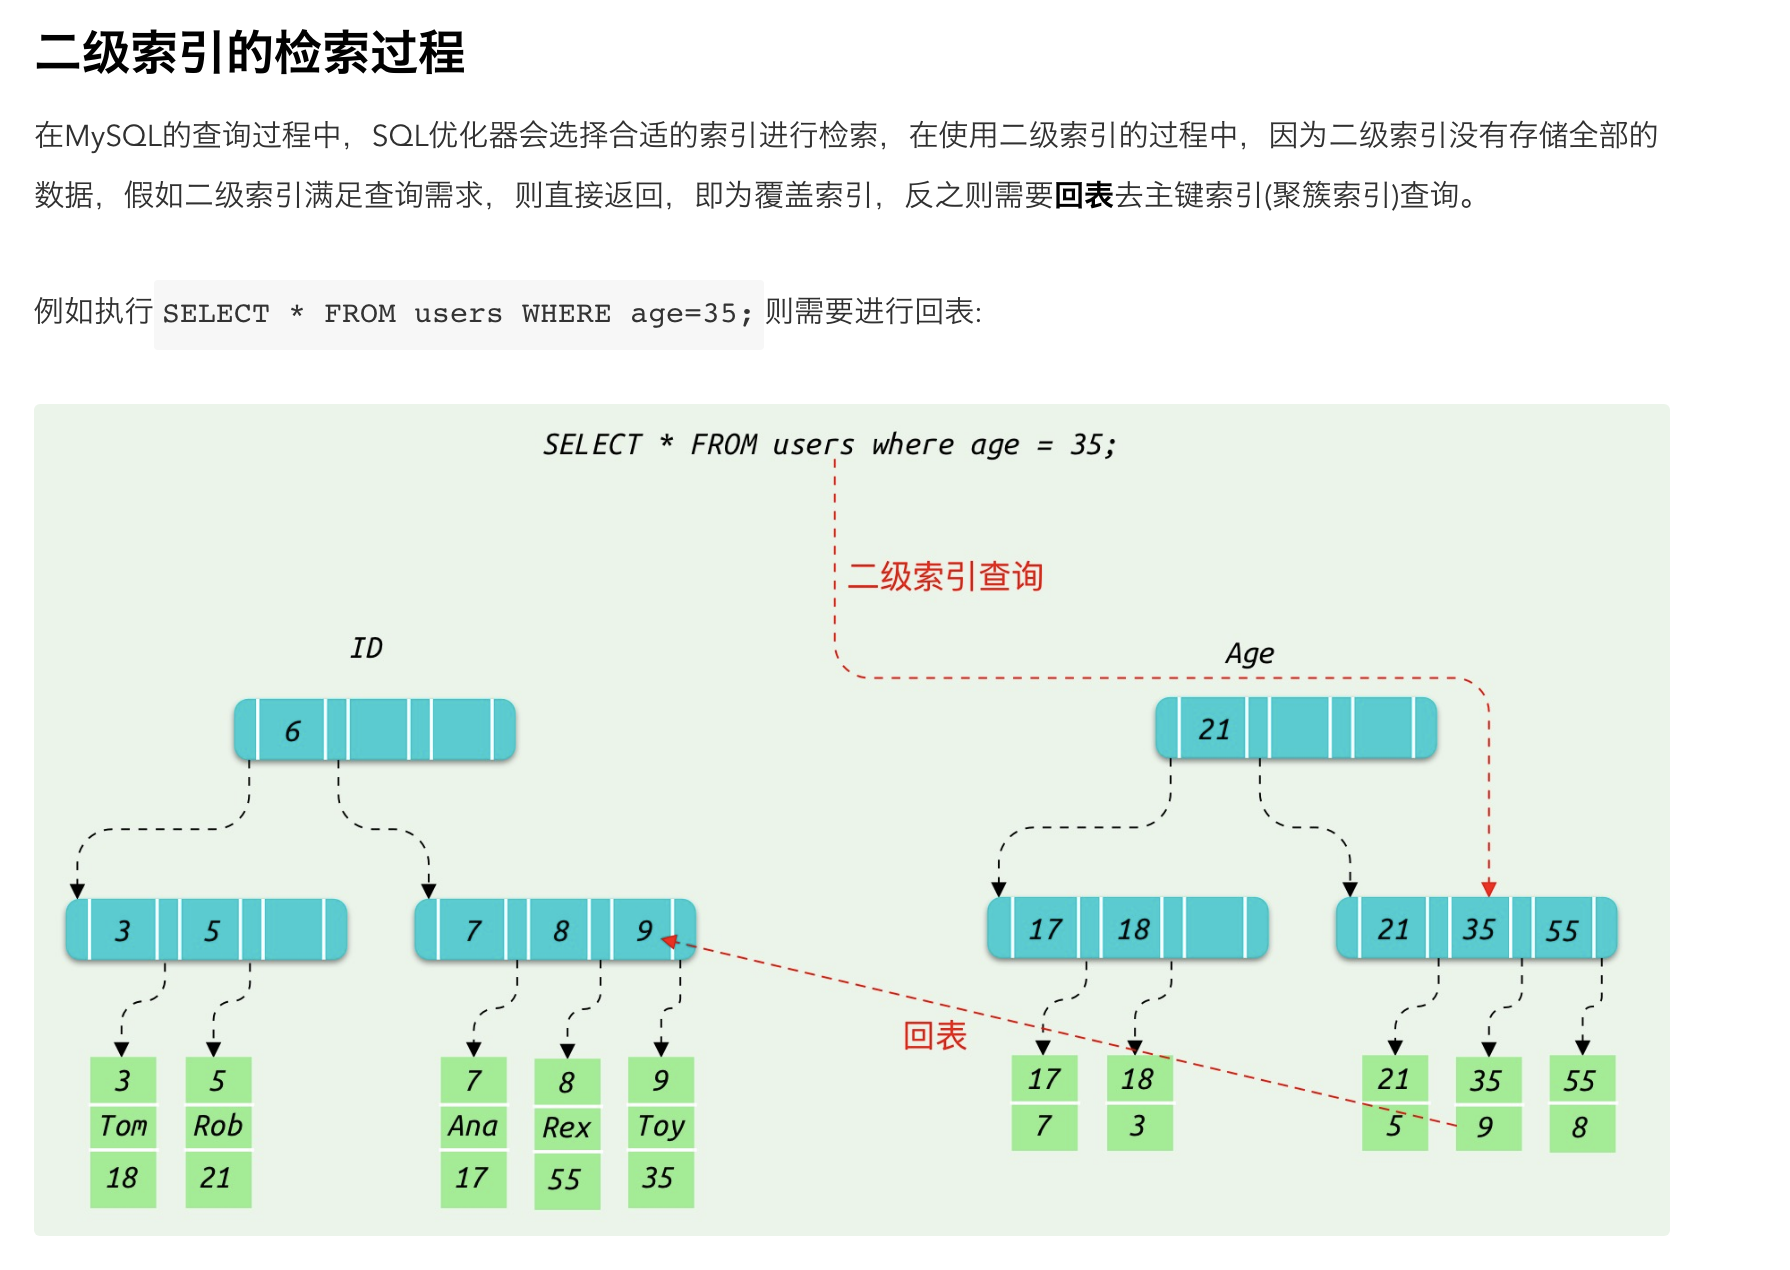 二级索引的检索过程
在MySQL的查询过程中，SQL优化器会选择合适的索引进行检索，在使用二级索引的过程中，因为二级索引没有存储全部的
数据，假如二级索引满足查询需求，则直接返回，即为覆盖索引，反之则需要回表去主键索引(聚簇索引)查询。
例如执行 SELECT * FROM users WHERE age=35; 则需要进行回表:
SELECT * FROM users where age = 35;
二级索引查询
ID
Age
6
21
3 5
7 8 9
17 18
21 35 55
回表
3 5 7 8 9 17 18 21 35 55
Tom Rob Ana Rex Toy 7 3 5 9 8
18 21 17 55 35